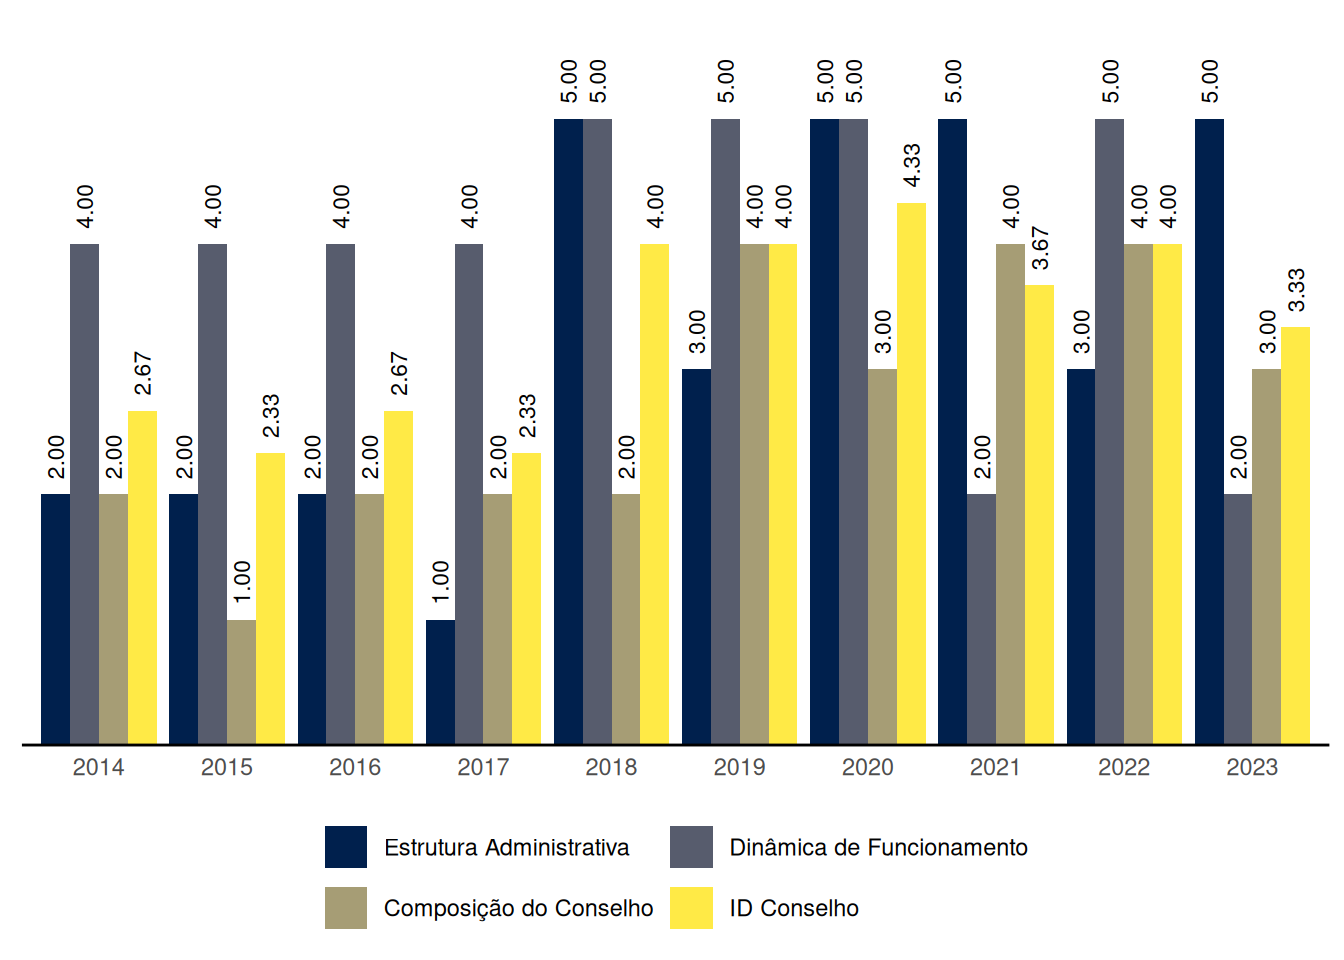 5.00 5.00 5.00 5.00 5.00 5.00 5.00 5.00
4.33
4.00 4.00 4.00 4.00 4.00 4.00 4.00 4.00 4.00 4.00
3.67
3.33
3.00 3.00 3.00 3.00
2.67 2.67
2.33 2.33
2.00 2.00 2.00 2.00 2.00 2.00 2.00 2.00 2.00
1.00 1.00
2014 2015 2016 2017 2018 2019 2020 2021 2022 2023
Estrutura Administrativa Dinâmica de Funcionamento
Composição do Conselho ID Conselho